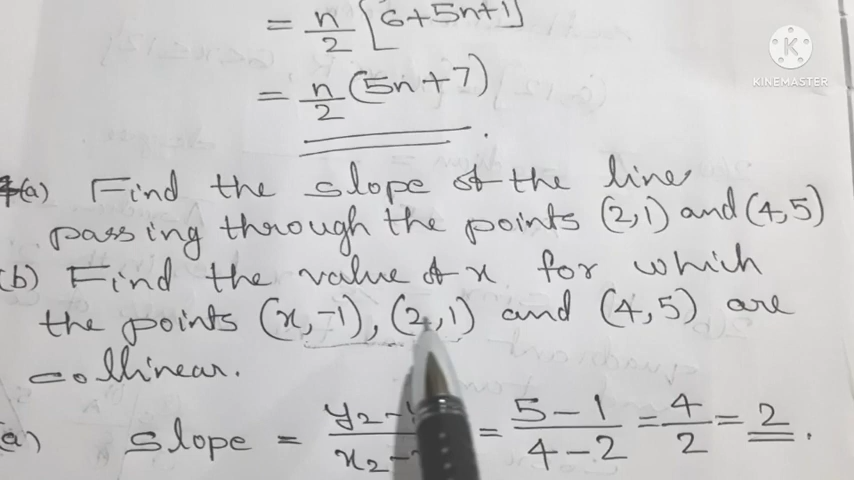 = n/2 [6+5n+1]
= n/2 (5n+7)
K
KINEMASTER
(a) Find the slope of the line
passing through the points (2,1) and (4,5)
(b) Find the value of x for which
the points (x,-1), (2,1) and (4,5) are
collinear.
(a) slope = y₂- / x₂- = 5-1 / 4-2 = 4/2 = 2.